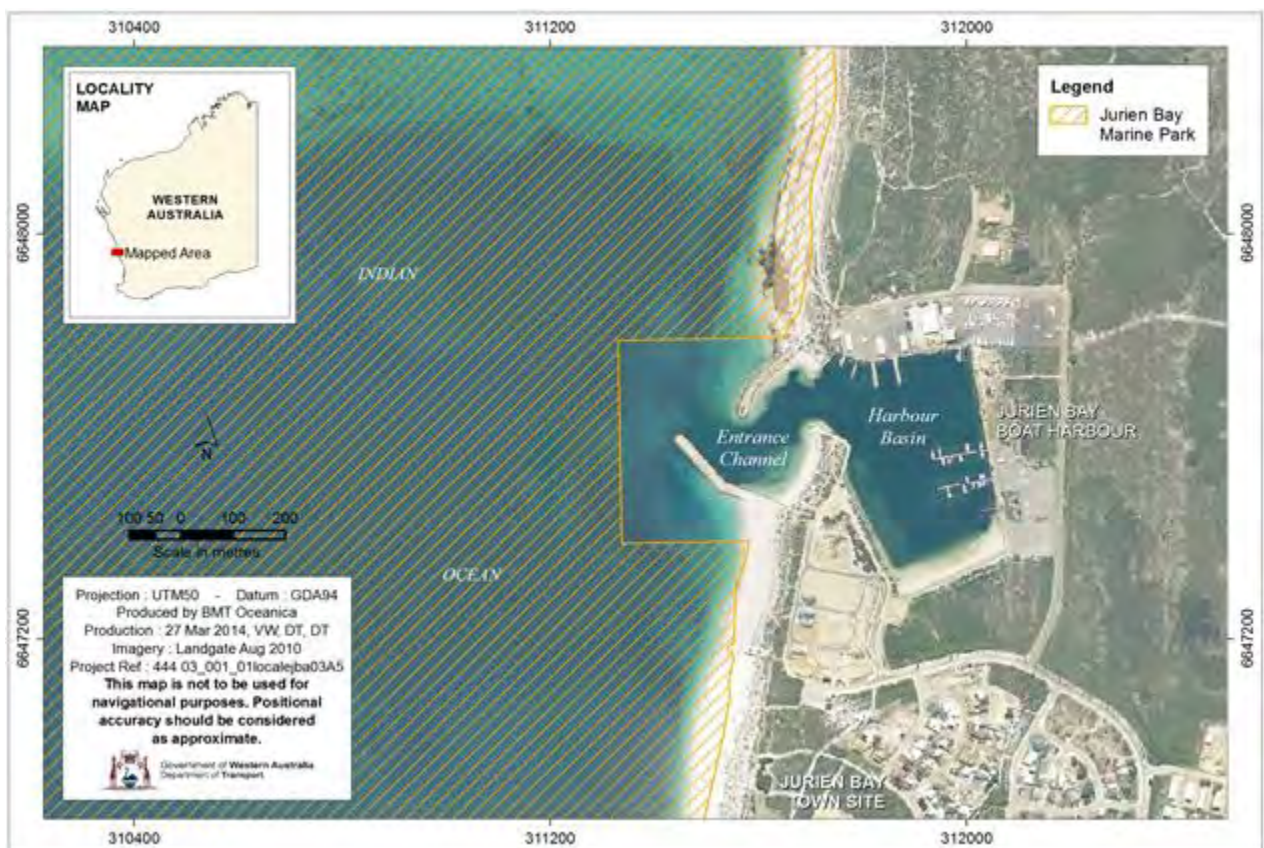 310400
311200
312000
LOCALITY
MAP
WESTERN
AUSTRALIA
Mapped Area
Legend
Jurien Bay
Marine Park
6648000
6648000
INDIAN
Harbour
Basin
JURIEN BAY
BOAT HARBOUR
Entrance
Channel
N
100 50 0 100 200
Scale in metres
OCEAN
6647200
6647200
Projection : UTM50 - Datum : GDA94
Produced by BMT Oceanica
Production : 27 Mar 2014, VW, DT, DT
Imagery : Landgate Aug 2010
Project Ref : 444 03_001_01localejba03A5
This map is not to be used for
navigational purposes. Positional
accuracy should be considered
as approximate.
Government of Western Australia
Department of Transport
JURIEN BAY
TOWN SITE
310400
311200
312000